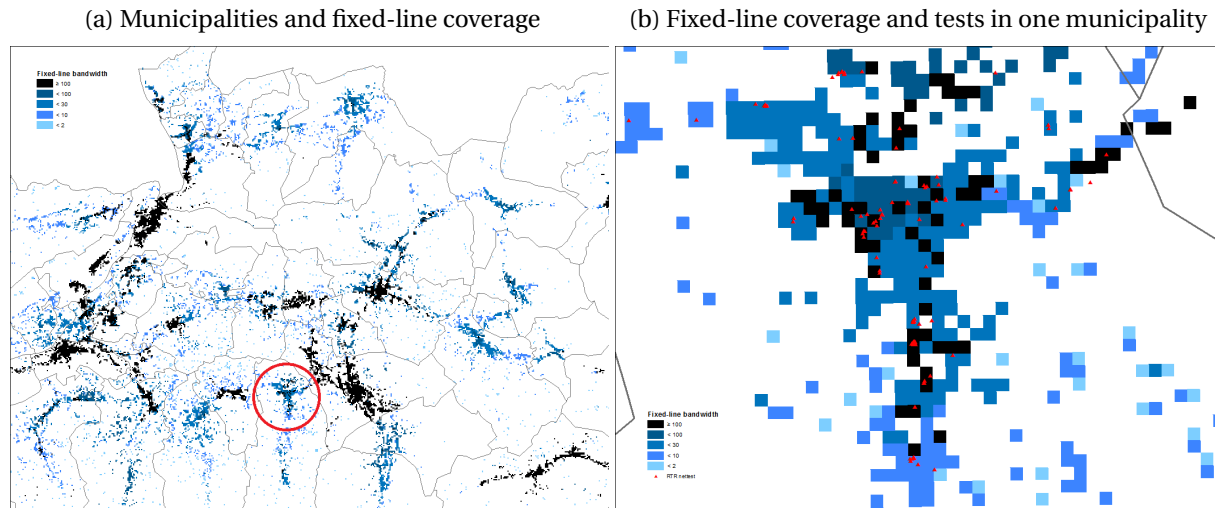 (a) Municipalities and fixed-line coverage
(b) Fixed-line coverage and tests in one municipality
Fixed-line bandwidth
≥ 100
< 100
< 30
< 10
< 2
Fixed-line bandwidth
≥ 100
< 100
< 30
< 10
< 2
RTR nettest